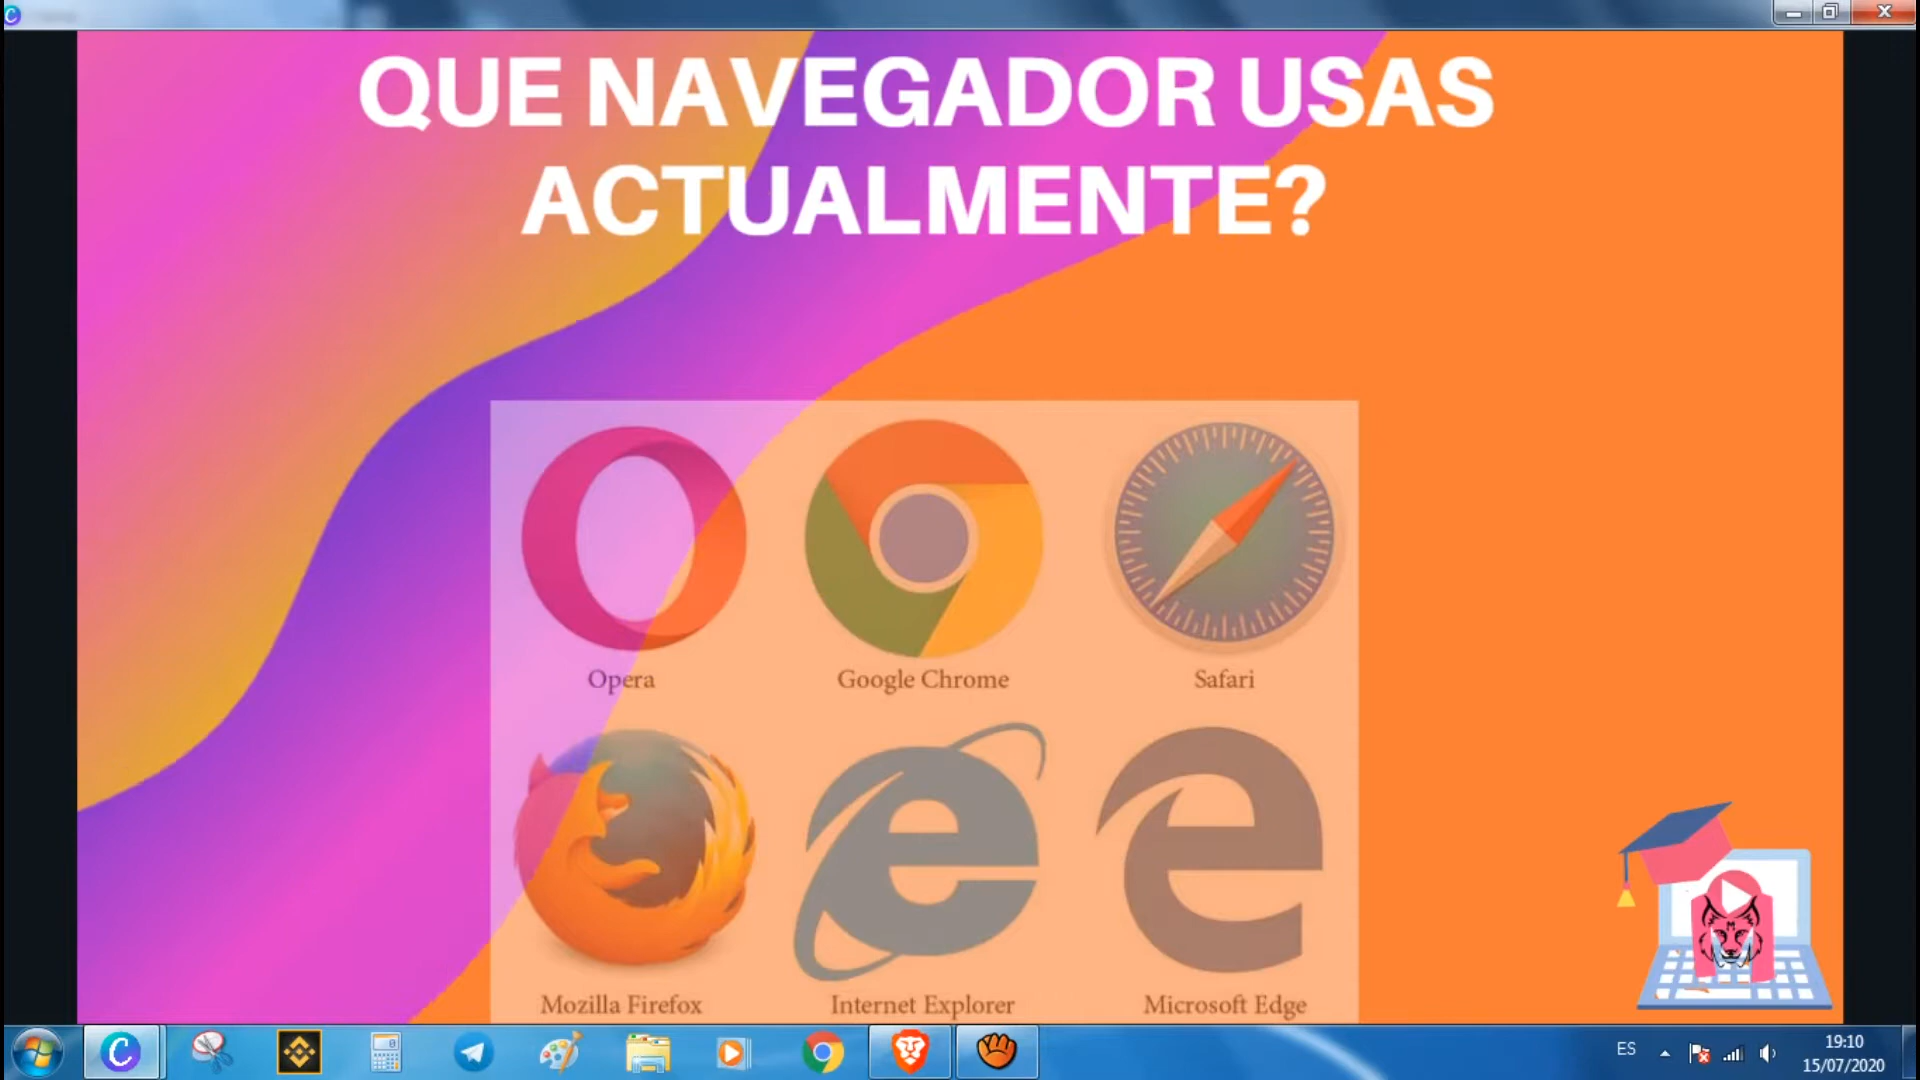 QUE NAVEGADOR USAS
ACTUALMENTE?
Opera
Google Chrome
Safari
Mozilla Firefox
Internet Explorer
Microsoft Edge
ES
19:10
15/07/2020